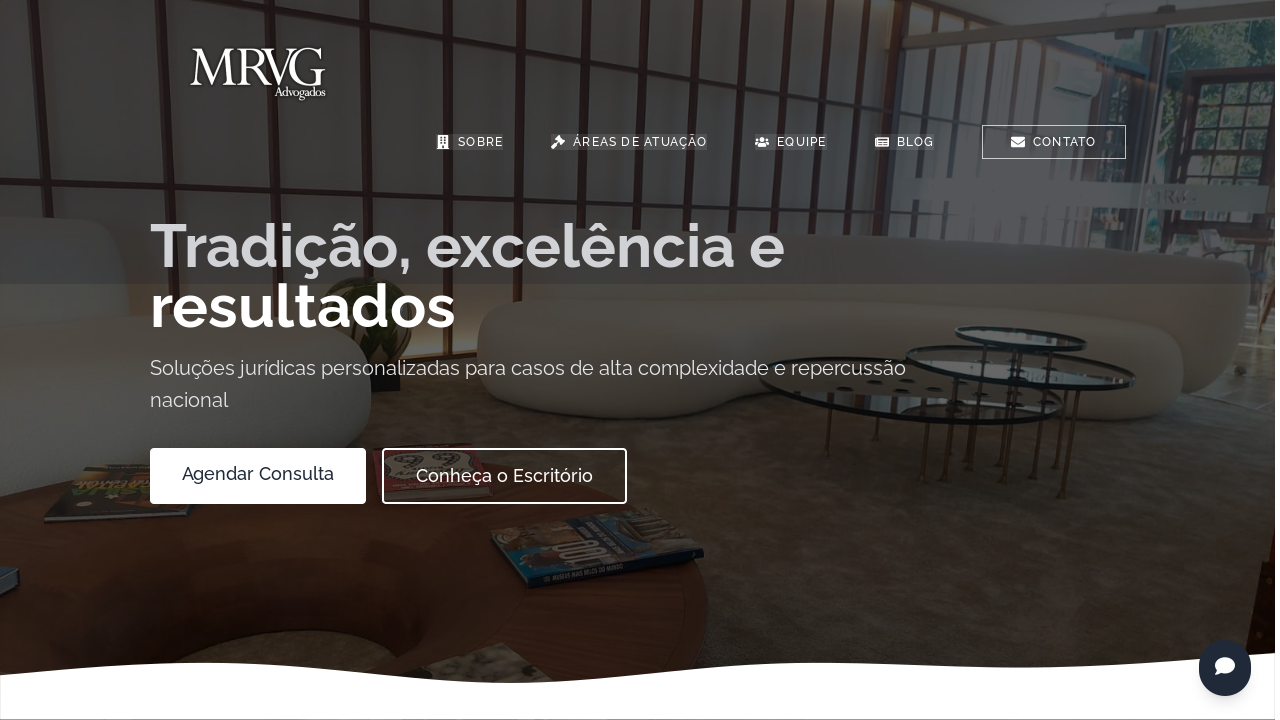 MRVG
Advogados
SOBRE
ÁREAS DE ATUAÇÃO
EQUIPE
BLOG
CONTATO
MRVG
Tradição, excelência e
resultados
Soluções jurídicas personalizadas para casos de alta complexidade e repercussão
nacional
Agendar Consulta
Conheça o Escritório